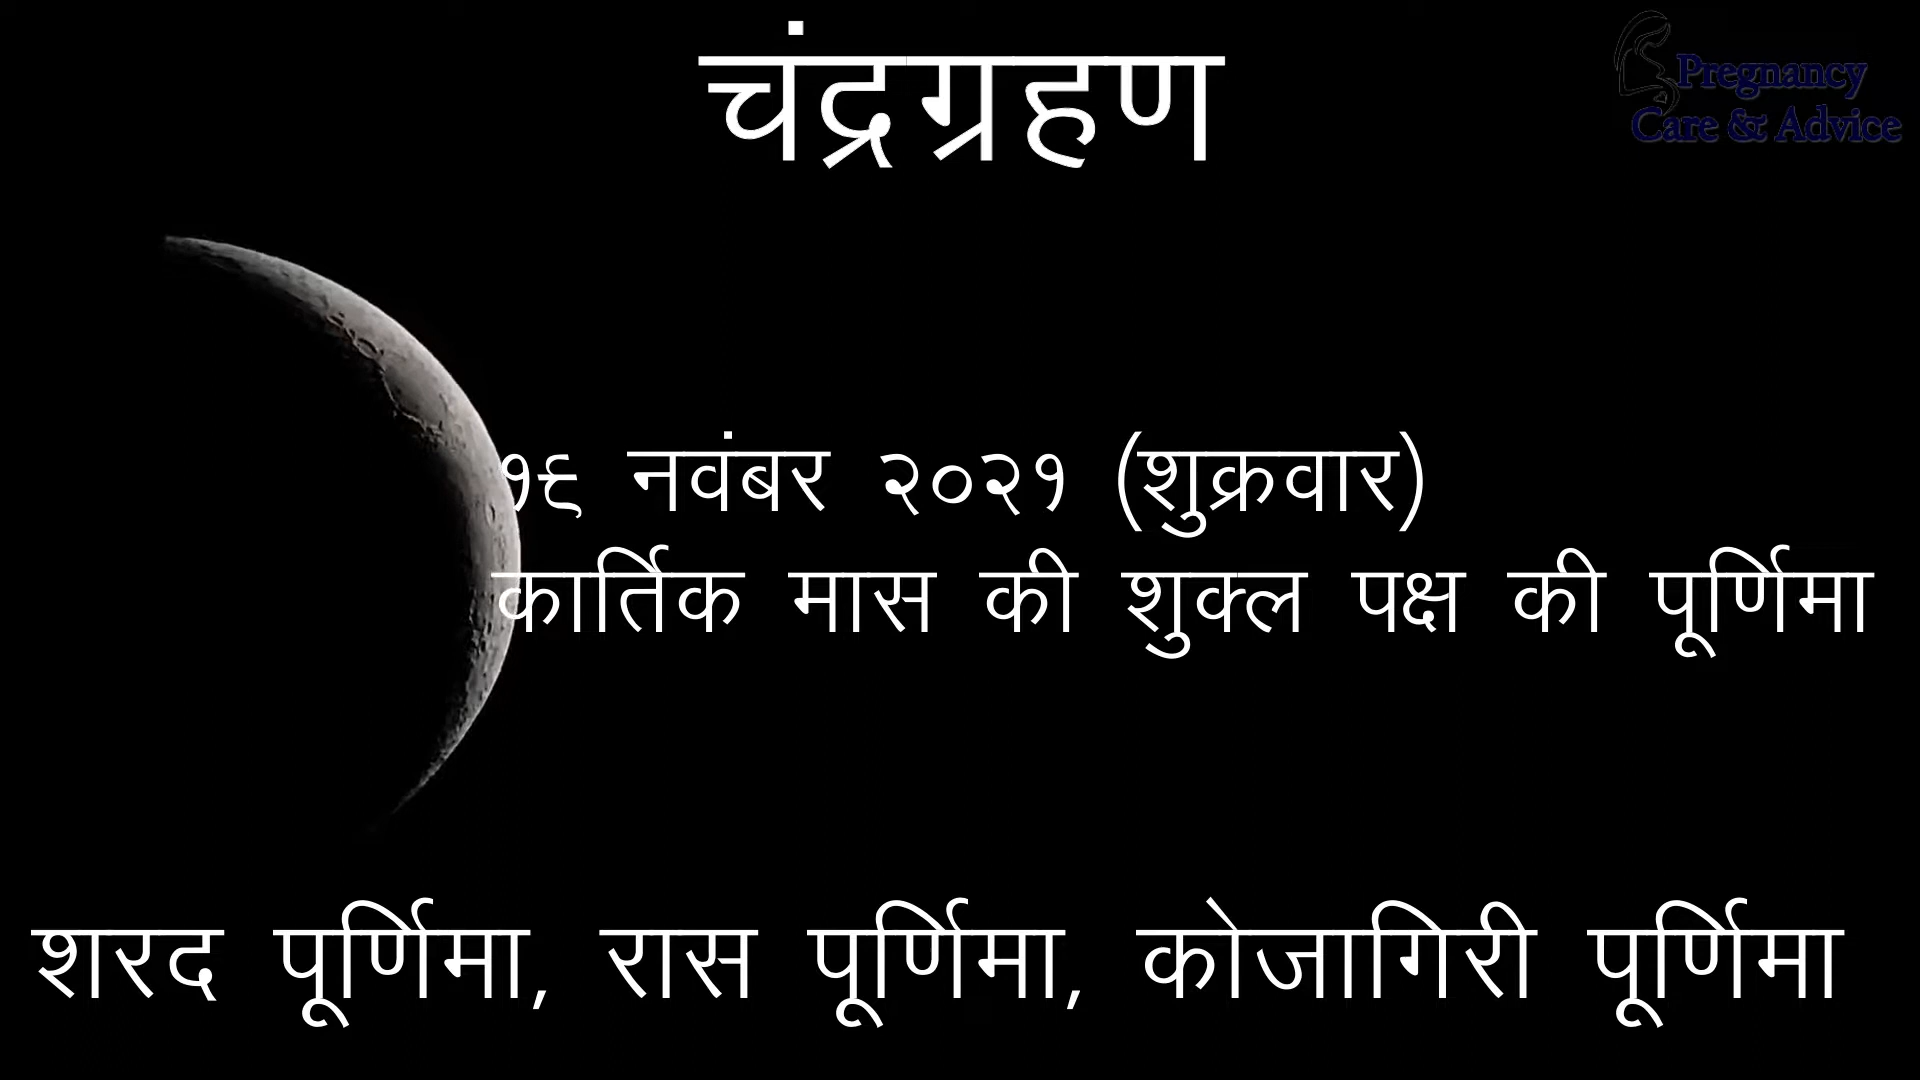 चंद्रग्रहण
Pregnancy
Care & Advice
१९ नवंबर २०२१ (शुक्रवार)
कार्तिक मास की शुक्ल पक्ष की पूर्णिमा
शरद पूर्णिमा, रास पूर्णिमा, कोजागिरी पूर्णिमा